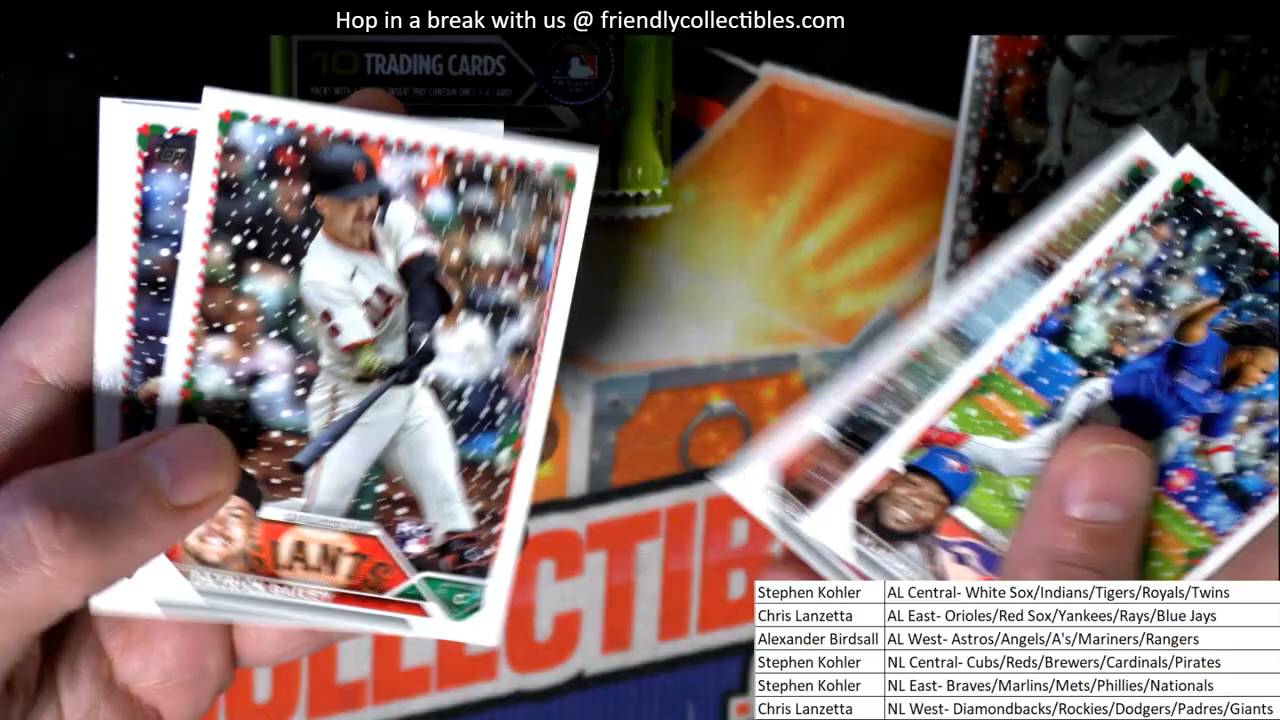 Hop in a break with us @ friendlycollectibles.com
10 TRADING CARDS
GIANTS
COLLECTIB
Stephen Kohler AL Central- White Sox/Indians/Tigers/Royals/Twins
Chris Lanzetta AL East- Orioles/Red Sox/Yankees/Rays/Blue Jays
Alexander Birdsall AL West- Astros/Angels/A's/Mariners/Rangers
Stephen Kohler NL Central- Cubs/Reds/Brewers/Cardinals/Pirates
Stephen Kohler NL East- Braves/Marlins/Mets/Phillies/Nationals
Chris Lanzetta NL West- Diamondbacks/Rockies/Dodgers/Padres/Giants